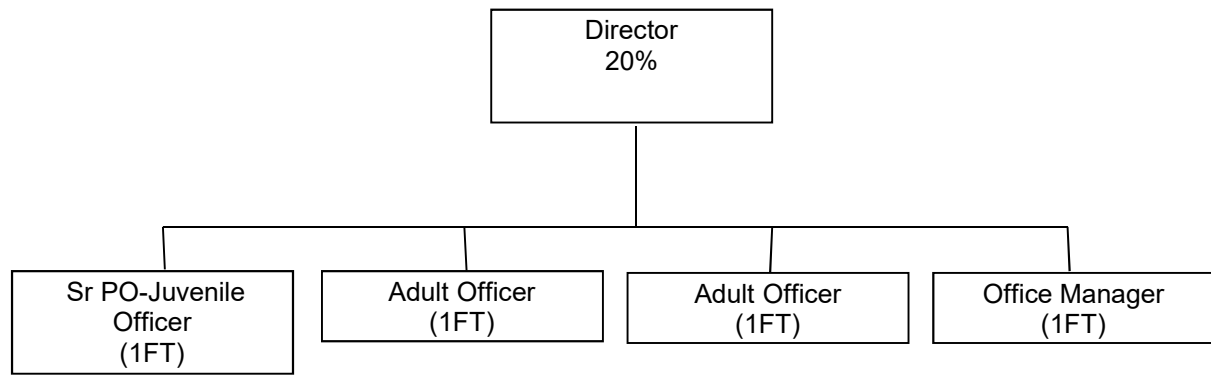 Director
20%
Sr PO-Juvenile
Officer
(1FT)
Adult Officer
(1FT)
Adult Officer
(1FT)
Office Manager
(1FT)